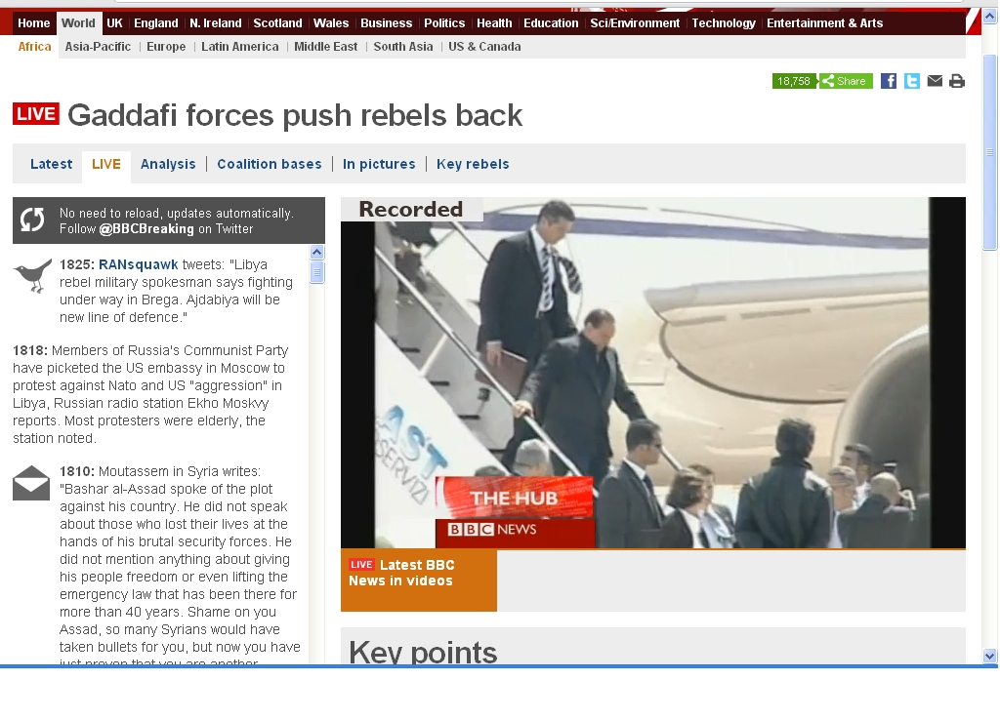 Home World UK England N. Ireland Scotland Wales Business Politics Health Education Sci/Environment Technology Entertainment & Arts
Africa Asia-Pacific Europe Latin America Middle East South Asia US & Canada
18,758 Share
LIVE Gaddafi forces push rebels back
Latest LIVE Analysis Coalition bases In pictures Key rebels
No need to reload, updates automatically.
Follow @BBCBreaking on Twitter
1825: RANsquawk tweets: "Libya
rebel military spokesman says fighting
under way in Brega. Ajdabiya will be
new line of defence."
1818: Members of Russia's Communist Party
have picketed the US embassy in Moscow to
protest against Nato and US "aggression" in
Libya, Russian radio station Ekho Moskvy
reports. Most protesters were elderly, the
station noted.
1810: Moutassem in Syria writes:
"Bashar al-Assad spoke of the plot
against his country. He did not speak
about those who lost their lives at the
hands of his brutal security forces. He
did not mention anything about giving
his people freedom or even lifting the
emergency law that has been there for
more than 40 years. Shame on you
Assad, so many Syrians would have
taken bullets for you, but now you have
just proven that you are another
Recorded
AST
SERVIZI
THE HUB
BBC NEWS
LIVE Latest BBC
News in videos
Key points